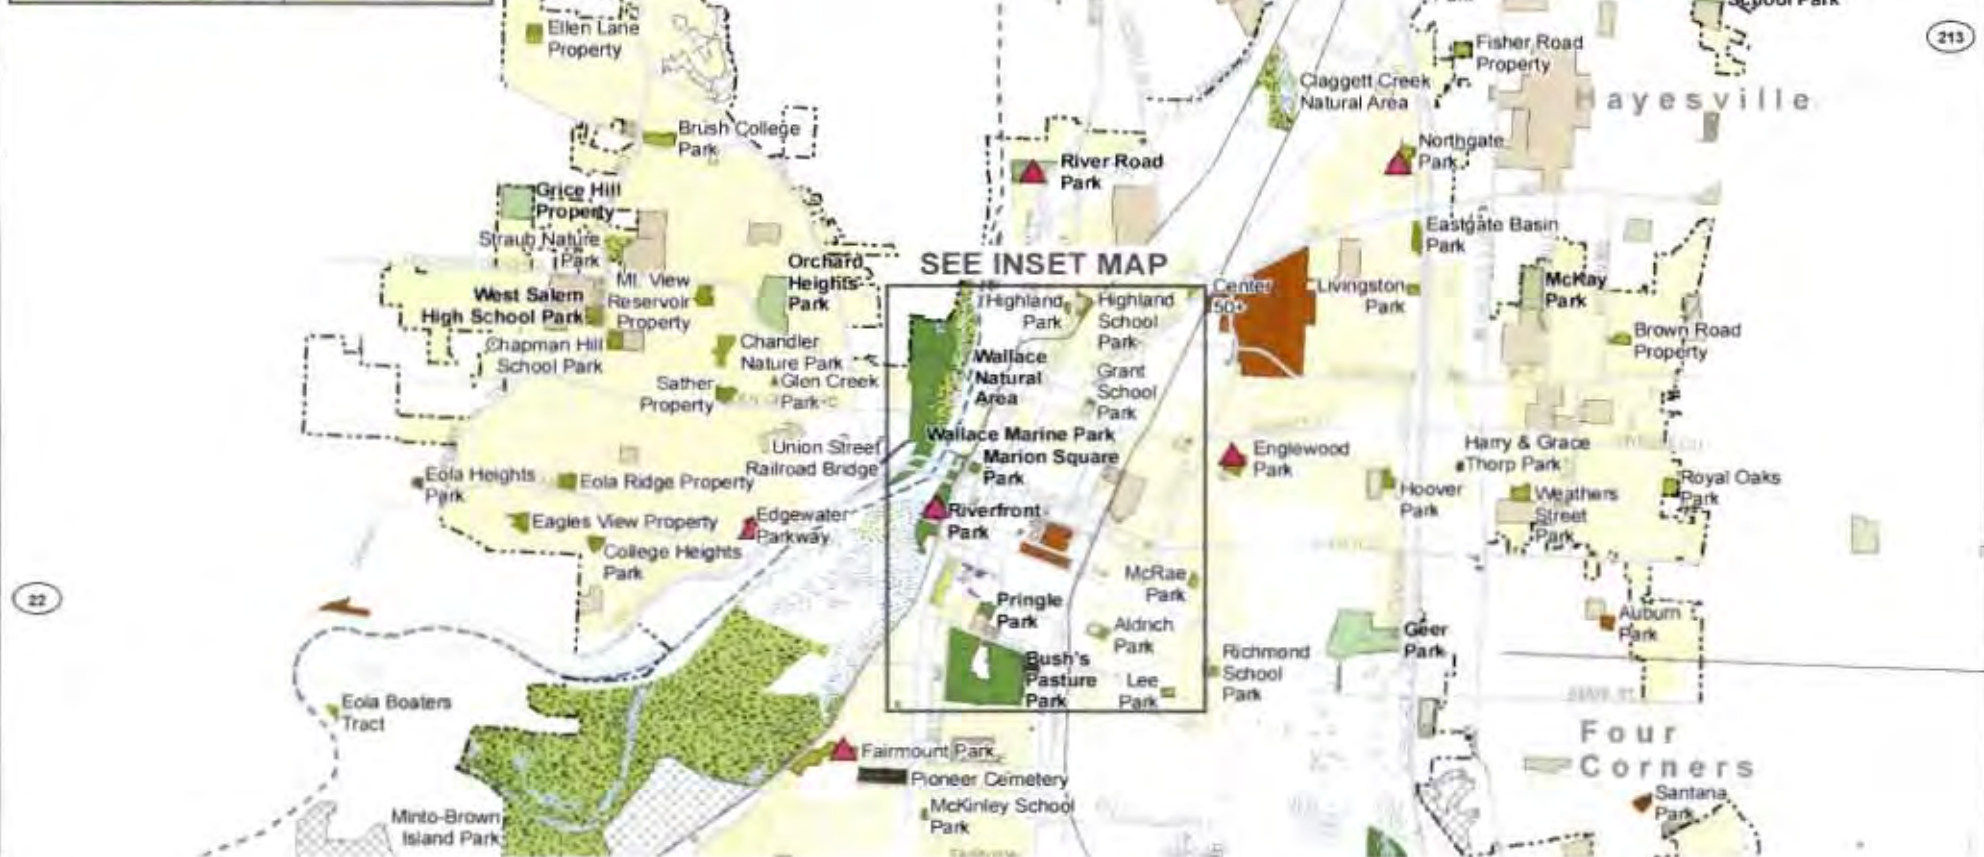 School Park
213
Ellen Lane
Property
Fisher Road
Property
Claggett Creek
Natural Area
Hayesville
Brush College
Park
Northgate
Park
River Road
Park
Grice Hill
Property
Straub Nature
Park
Eastgate Basin
Park
SEE INSET MAP
Orchard
Heights
Park
Mt. View
Reservoir
Property
West Salem
High School Park
Center
50+
Livingston
Park
McKay
Park
Highland
Park
Highland
School
Park
Brown Road
Property
Chapman Hill
School Park
Chandler
Nature Park
Wallace
Natural
Area
Grant
School
Park
Sather
Property
Glen Creek
Park
Wallace Marine Park
Union Street
Railroad Bridge
Marion Square
Park
Englewood
Park
Harry & Grace
Thorp Park
Eola Heights
Park
Eola Ridge Property
Hoover
Park
Weathers
Street
Park
Royal Oaks
Park
Eagles View Property
Edgewater
Parkway
Riverfront
Park
College Heights
Park
McRae
Park
22
Pringle
Park
Aldrich
Park
Geer
Park
Auburn
Park
Bush's
Pasture
Park
Lee
Park
Richmond
School
Park
Eola Boaters
Tract
Four
Corners
Fairmount Park
Pioneer Cemetery
Santana
Park
McKinley School
Park
Minto-Brown
Island Park